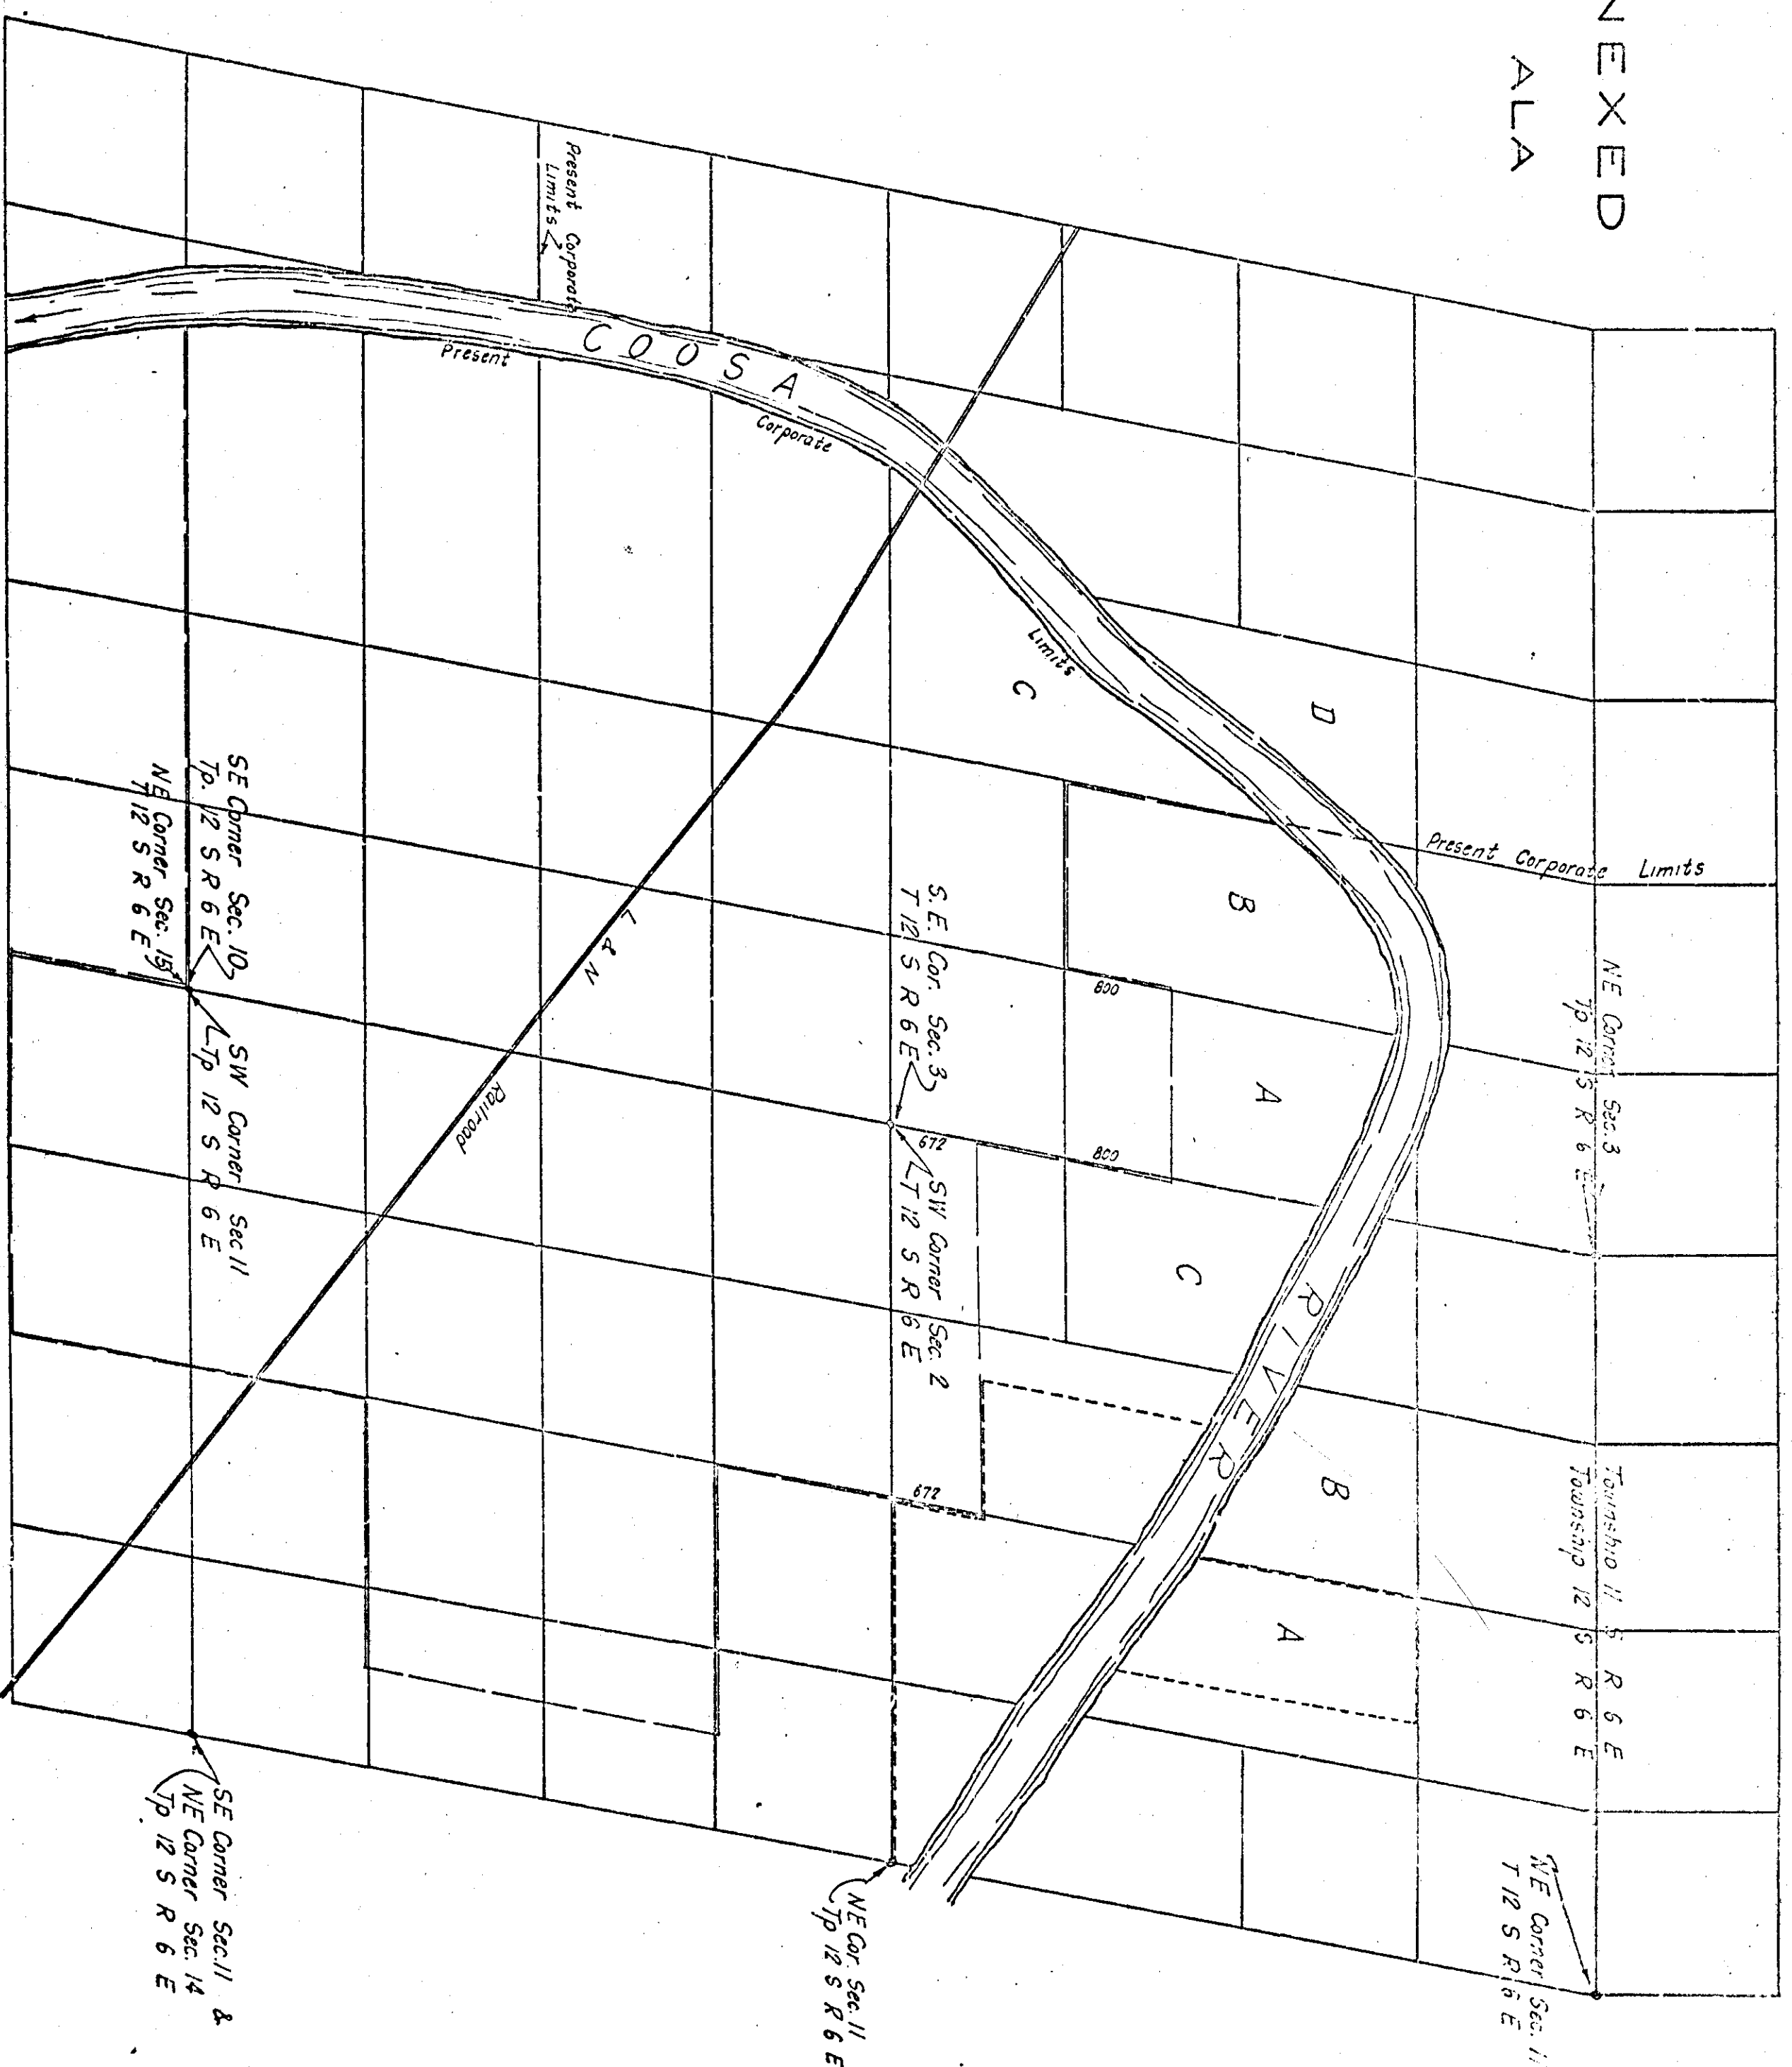 NEXED
ALA
Township 11 S R 6 E
Township 12 S R 6 E
NE Corner Sec. 3
Tp 12 S R 6 E
NE Corner Sec. 11
T 12 S R 6 E
Present Corporate Limits
D
B
A
C
B
A
C
COOSA
RIVER
Present
Corporate
Limits
Present Corporate
Limits
800
800
672
672
S.E. Cor. Sec. 3
T 12 S R 6 E
SW Corner Sec. 2
T 12 S R 6 E
NE Cor. Sec. 11
Tp 12 S R 6 E
L & N
Railroad
SE Corner Sec. 10
Tp. 12 S R 6 E
NE Corner Sec. 15
T 12 S R 6 E
SW Corner Sec 11
Tp 12 S R 6 E
SE Corner Sec. 11 &
NE Corner Sec. 14
Tp 12 S R 6 E